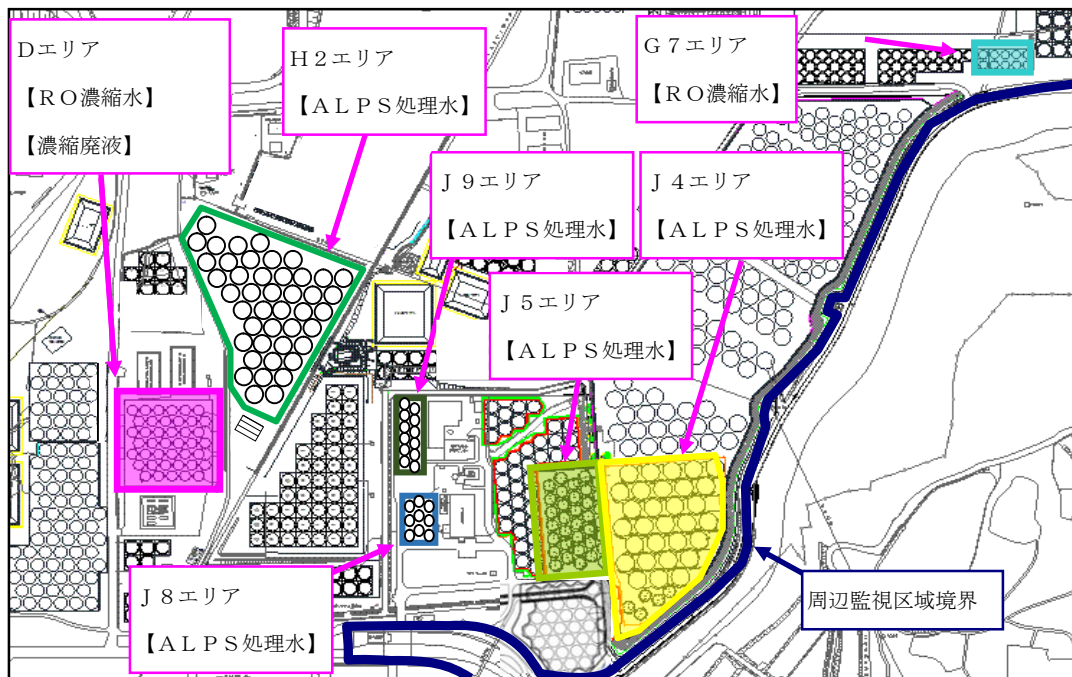 Ｄエリア
【ＲＯ濃縮水】
【濃縮廃液】
Ｈ２エリア
【ＡＬＰＳ処理水】
Ｇ７エリア
【ＲＯ濃縮水】
Ｊ９エリア
【ＡＬＰＳ処理水】
Ｊ４エリア
【ＡＬＰＳ処理水】
Ｊ５エリア
【ＡＬＰＳ処理水】
Ｊ８エリア
【ＡＬＰＳ処理水】
周辺監視区域境界